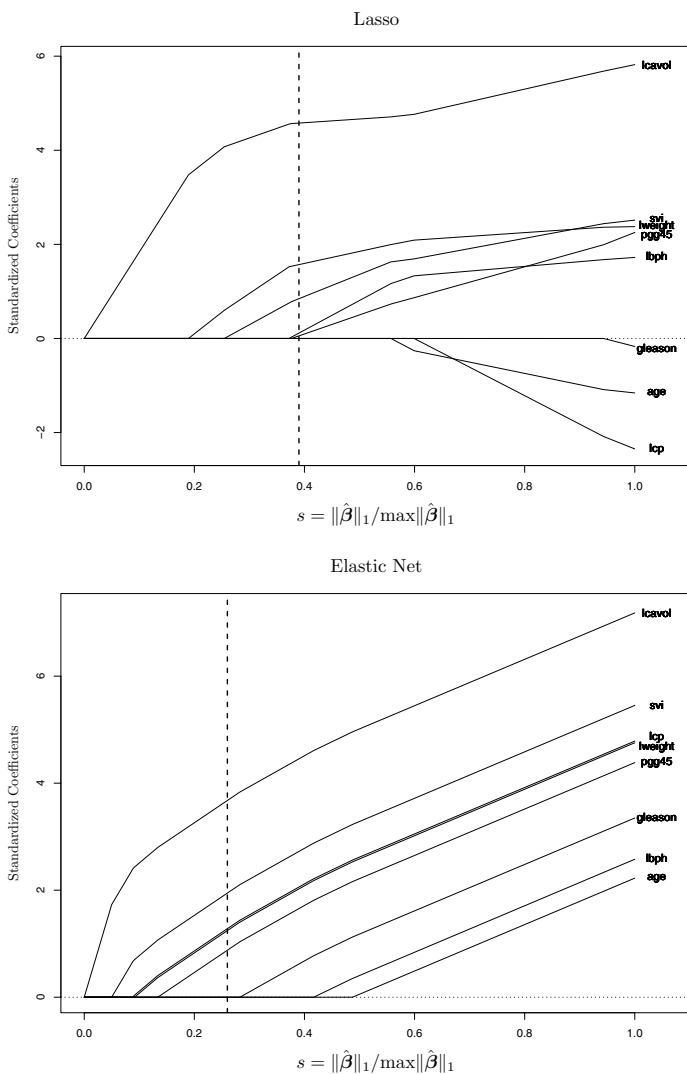 Lasso
Standardized Coefficients
6
4
2
0
−2
lcavol
svi
lweight
pgg45
lbph
gleason
age
lcp
0.0 0.2 0.4 0.6 0.8 1.0
s = ‖β̂‖₁/max‖β̂‖₁
Elastic Net
Standardized Coefficients
6
4
2
0
lcavol
svi
lcp
lweight
pgg45
gleason
lbph
age
0.0 0.2 0.4 0.6 0.8 1.0
s = ‖β̂‖₁/max‖β̂‖₁